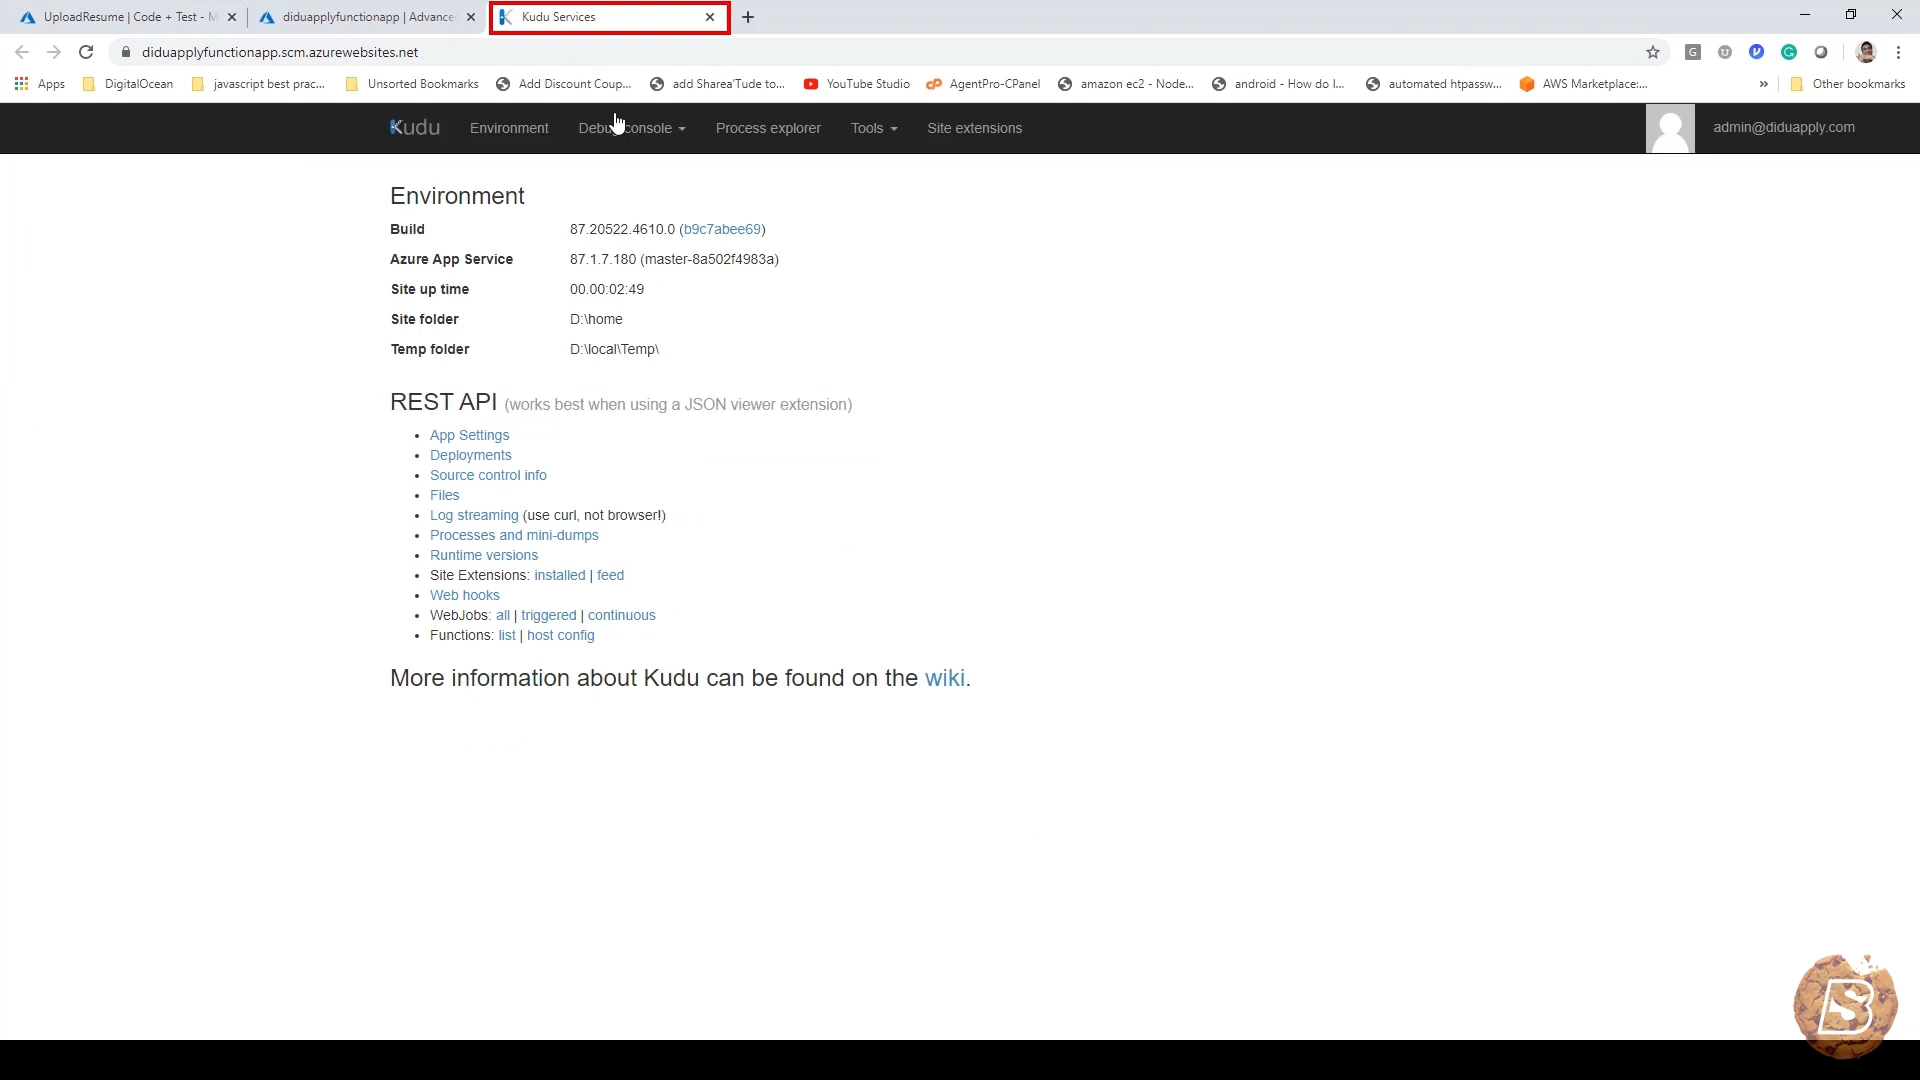 UploadResume | Code + Test - M
diduapplyfunctionapp | Advance
Kudu Services
diduapplyfunctionapp.scm.azurewebsites.net
Apps
DigitalOcean
javascript best prac...
Unsorted Bookmarks
Add Discount Coup...
add Sharea'Tude to...
YouTube Studio
AgentPro-CPanel
amazon ec2 - Node...
android - How do I...
automated htpassw...
AWS Marketplace:...
»
Other bookmarks
Kudu
Environment
Debug console
Process explorer
Tools
Site extensions
admin@diduapply.com
Environment
Build 87.20522.4610.0 (b9c7abee69)
Azure App Service 87.1.7.180 (master-8a502f4983a)
Site up time 00.00:02:49
Site folder D:\home
Temp folder D:\local\Temp\
REST API (works best when using a JSON viewer extension)
• App Settings
• Deployments
• Source control info
• Files
• Log streaming (use curl, not browser!)
• Processes and mini-dumps
• Runtime versions
• Site Extensions: installed | feed
• Web hooks
• WebJobs: all | triggered | continuous
• Functions: list | host config
More information about Kudu can be found on the wiki.